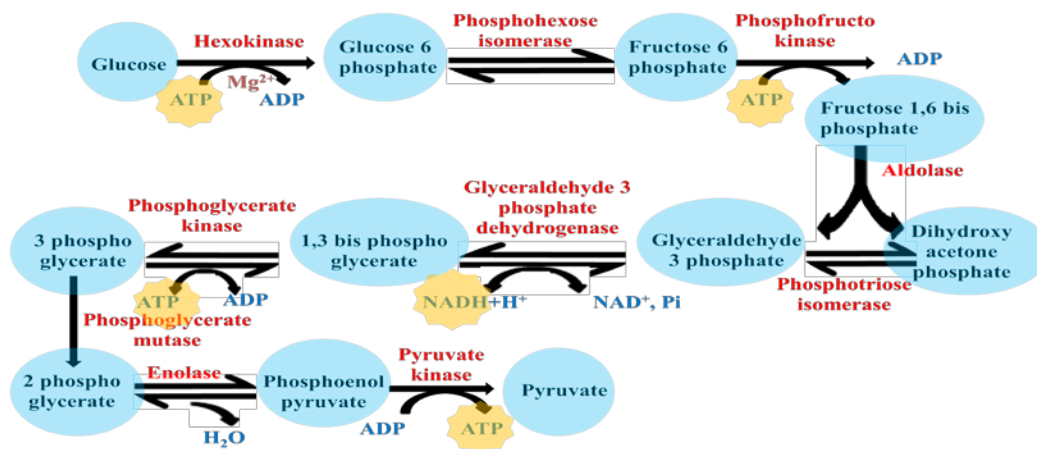 Glucose
Hexokinase
ATP
Mg²⁺
ADP
Glucose 6
phosphate
Phosphohexose
isomerase
Fructose 6
phosphate
Phosphofructo
kinase
ATP
ADP
Fructose 1,6 bis
phosphate
Aldolase
Dihydroxy
acetone
phosphate
Phosphotriose
isomerase
Glyceraldehyde
3 phosphate
Glyceraldehyde 3
phosphate
dehydrogenase
NADH+H⁺
NAD⁺, Pi
1,3 bis phospho
glycerate
Phosphoglycerate
kinase
ATP
ADP
3 phospho
glycerate
Phosphoglycerate
mutase
2 phospho
glycerate
Enolase
H₂O
Phosphoenol
pyruvate
Pyruvate
kinase
ADP
ATP
Pyruvate